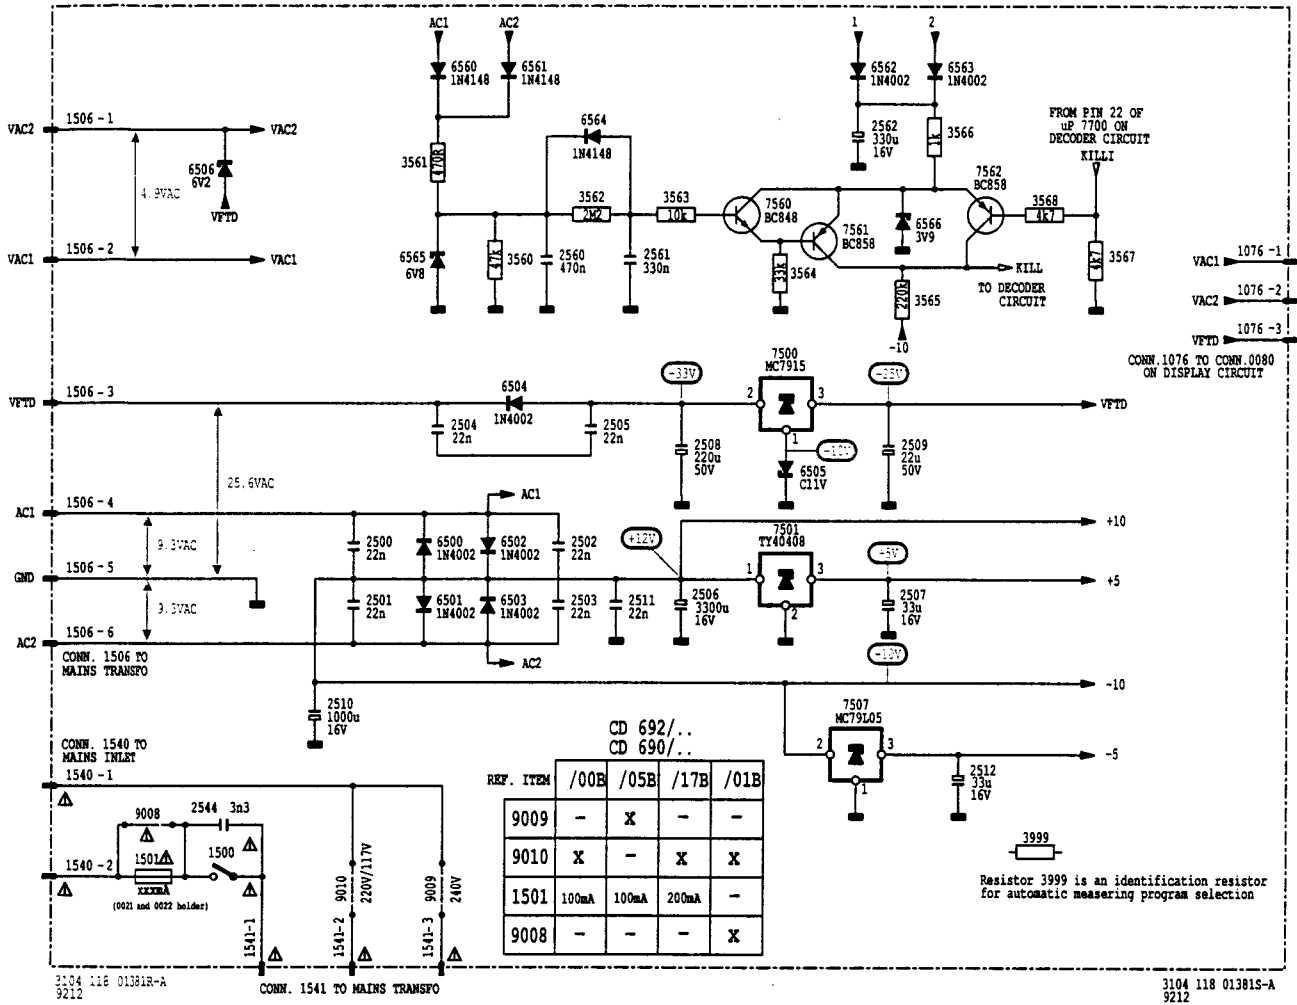 AC1
AC2
1
2
6560
1N4148
6561
1N4148
6562
1N4002
6563
1N4002
FROM PIN 22 OF
uP 7700 ON
DECODER CIRCUIT
KILLI
VAC2
1506 -1
VAC2
6506
6V2
VFTD
4.9VAC
VAC1
1506 -2
VAC1
3561
470R
6564
1N4148
3562
2M2
3563
10k
2562
330u
16V
1k
3566
7560
BC848
7561
BC858
7562
BC858
3568
4k7
6566
3V9
6565
6V8
47k
3560
2560
470n
2561
330n
33k
3564
220k
3565
-10
KILL
TO DECODER
CIRCUIT
4k7
3567
VAC1
1076 -1
VAC2
1076 -2
VFTD
1076 -3
CONN.1076 TO CONN.0080
ON DISPLAY CIRCUIT
VFTD
1506 -3
6504
1N4002
2504
22n
2505
22n
-33V
7500
MC7915
2
3
1
-25V
VFTD
2508
220u
50V
-10V
6505
C11V
2509
22u
50V
25.6VAC
AC1
1506 -4
AC1
9.3VAC
2500
22n
6500
1N4002
6502
1N4002
2502
22n
+12V
7501
TY40408
1
3
2
+5V
+10
GND
1506 -5
+5
9.3VAC
2501
22n
6501
1N4002
6503
1N4002
2503
22n
2511
22n
2506
3300u
16V
2507
33u
16V
AC2
1506 -6
AC2
CONN. 1506 TO
MAINS TRANSFO
-10V
-10
2510
1000u
16V
7507
MC79L05
2
3
1
-5
2512
33u
16V
CONN. 1540 TO
MAINS INLET
1540 -1
9008
2544
3n3
1540 -2
1501
xxxmA
1500
(0021 and 0022 holder)
9010
220V/117V
9009
240V
1541-1
1541-2
1541-3
CONN. 1541 TO MAINS TRANSFO
CD 692/..
CD 690/..
REF. ITEM /00B /05B /17B /01B
9009 - X - -
9010 X - X X
1501 100mA 100mA 200mA -
9008 - - - X
3999
Resistor 3999 is an identification resistor
for automatic measering program selection
3104 118 01381R-A
9212
3104 118 01381S-A
9212